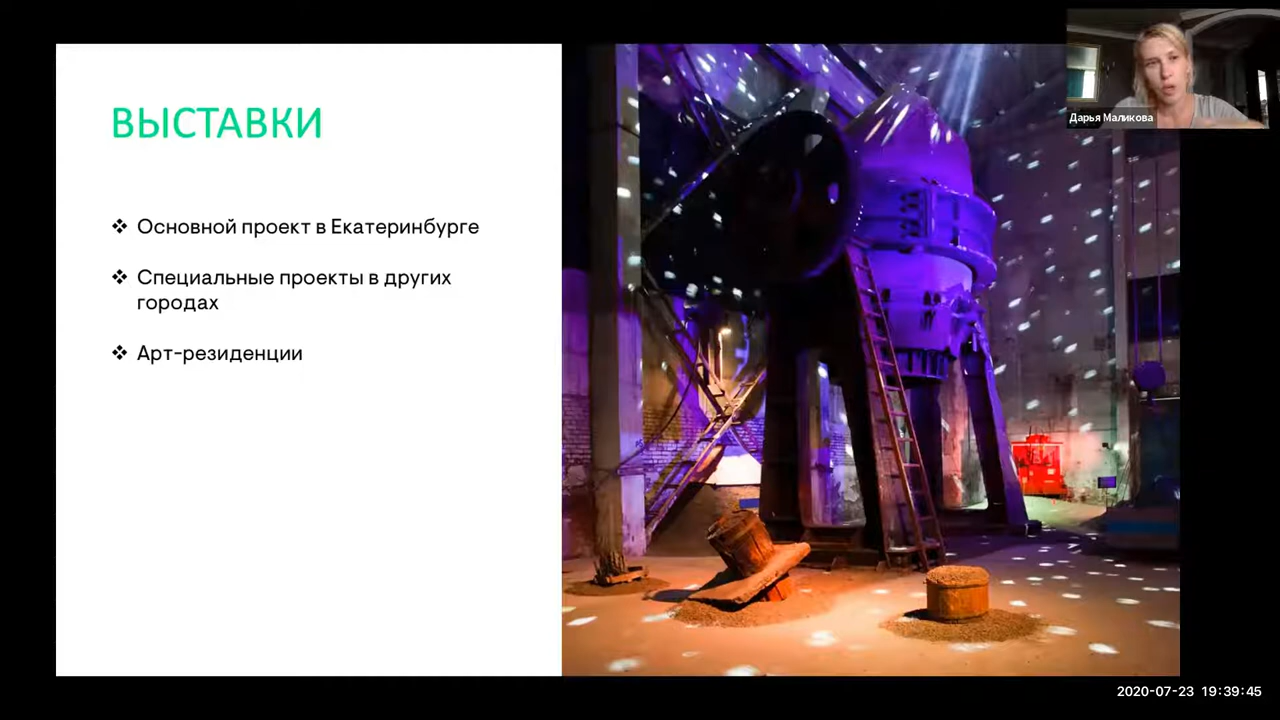 ВЫСТАВКИ
❖ Основной проект в Екатеринбурге
❖ Специальные проекты в других
городах
❖ Арт-резиденции
Дарья Маликова
2020-07-23 19:39:45